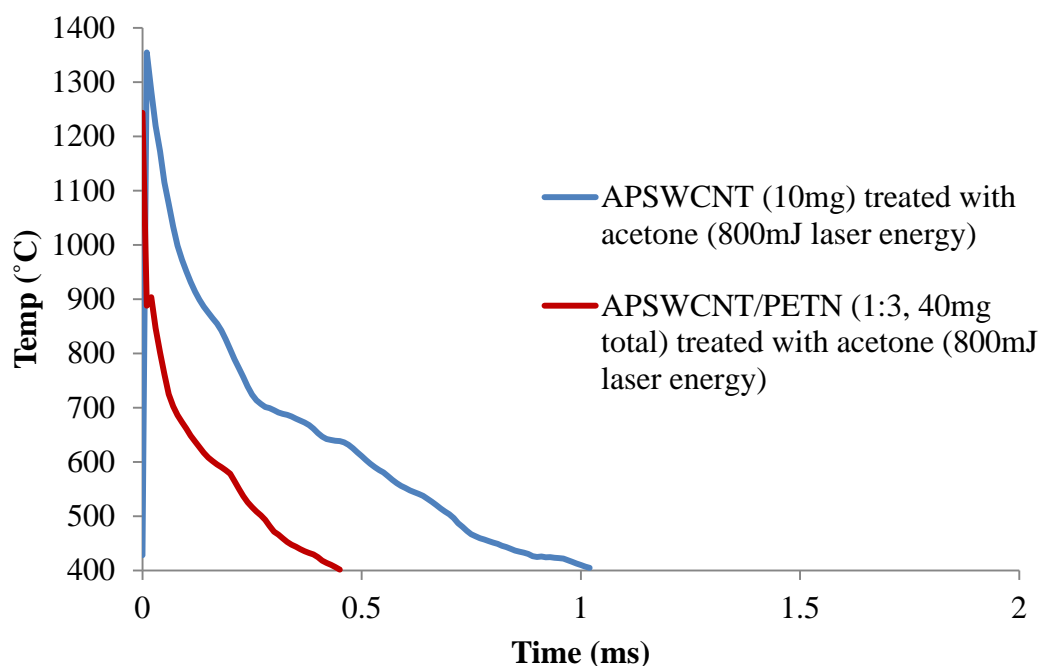 1400
1300
1200
1100
1000
900
800
700
600
500
400
Temp (˚C)
0
0.5
1
1.5
2
Time (ms)
APSWCNT (10mg) treated with
acetone (800mJ laser energy)
APSWCNT/PETN (1:3, 40mg
total) treated with acetone (800mJ
laser energy)